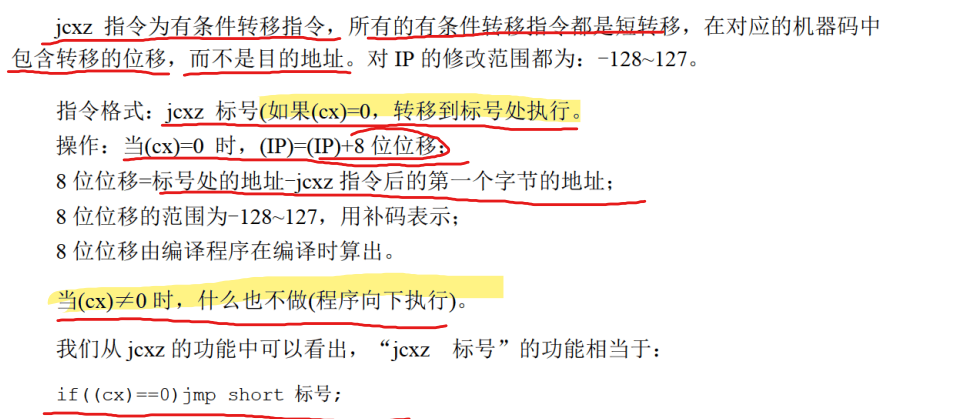 jcxz 指令为有条件转移指令，所有的有条件转移指令都是短转移，在对应的机器码中
包含转移的位移，而不是目的地址。对 IP 的修改范围都为：-128~127。
指令格式：jcxz 标号(如果(cx)=0，转移到标号处执行。
操作：当(cx)=0 时，(IP)=(IP)+8 位位移；
8 位位移=标号处的地址-jcxz 指令后的第一个字节的地址；
8 位位移的范围为-128~127，用补码表示；
8 位位移由编译程序在编译时算出。
当(cx)≠0 时，什么也不做(程序向下执行)。
我们从 jcxz 的功能中可以看出，“jcxz 标号”的功能相当于：
if((cx)==0)jmp short 标号;